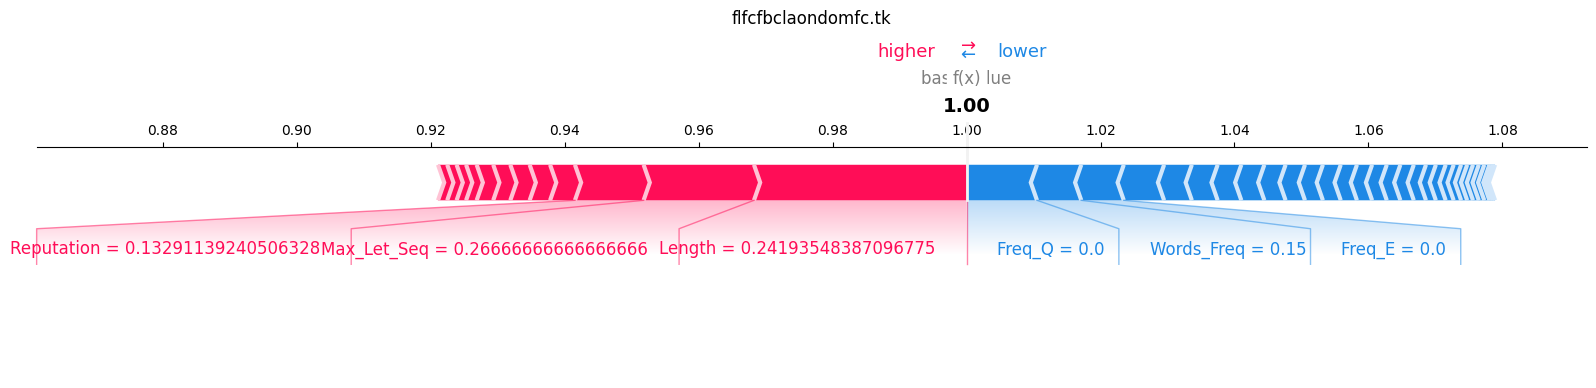 flfcfbclaondomfc.tk
higher ⇄ lower
f(x)
1.00
0.88 0.90 0.92 0.94 0.96 0.98 1.00 1.02 1.04 1.06 1.08
Reputation = 0.13291139240506328 Max_Let_Seq = 0.26666666666666666 Length = 0.24193548387096775 Freq_Q = 0.0 Words_Freq = 0.15 Freq_E = 0.0